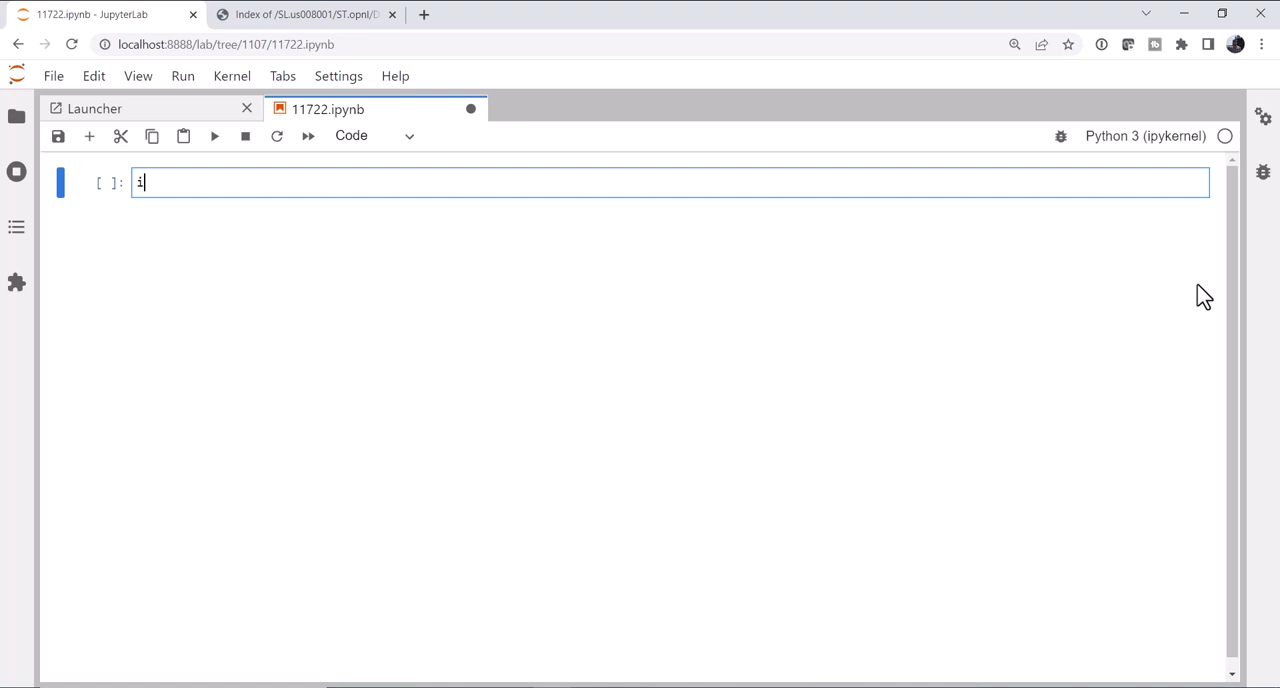 11722.ipynb - JupyterLab
Index of /SL.us008001/ST.opnl/D
localhost:8888/lab/tree/1107/11722.ipynb
File Edit View Run Kernel Tabs Settings Help
Launcher 11722.ipynb
Code Python 3 (ipykernel)
[ ]: i